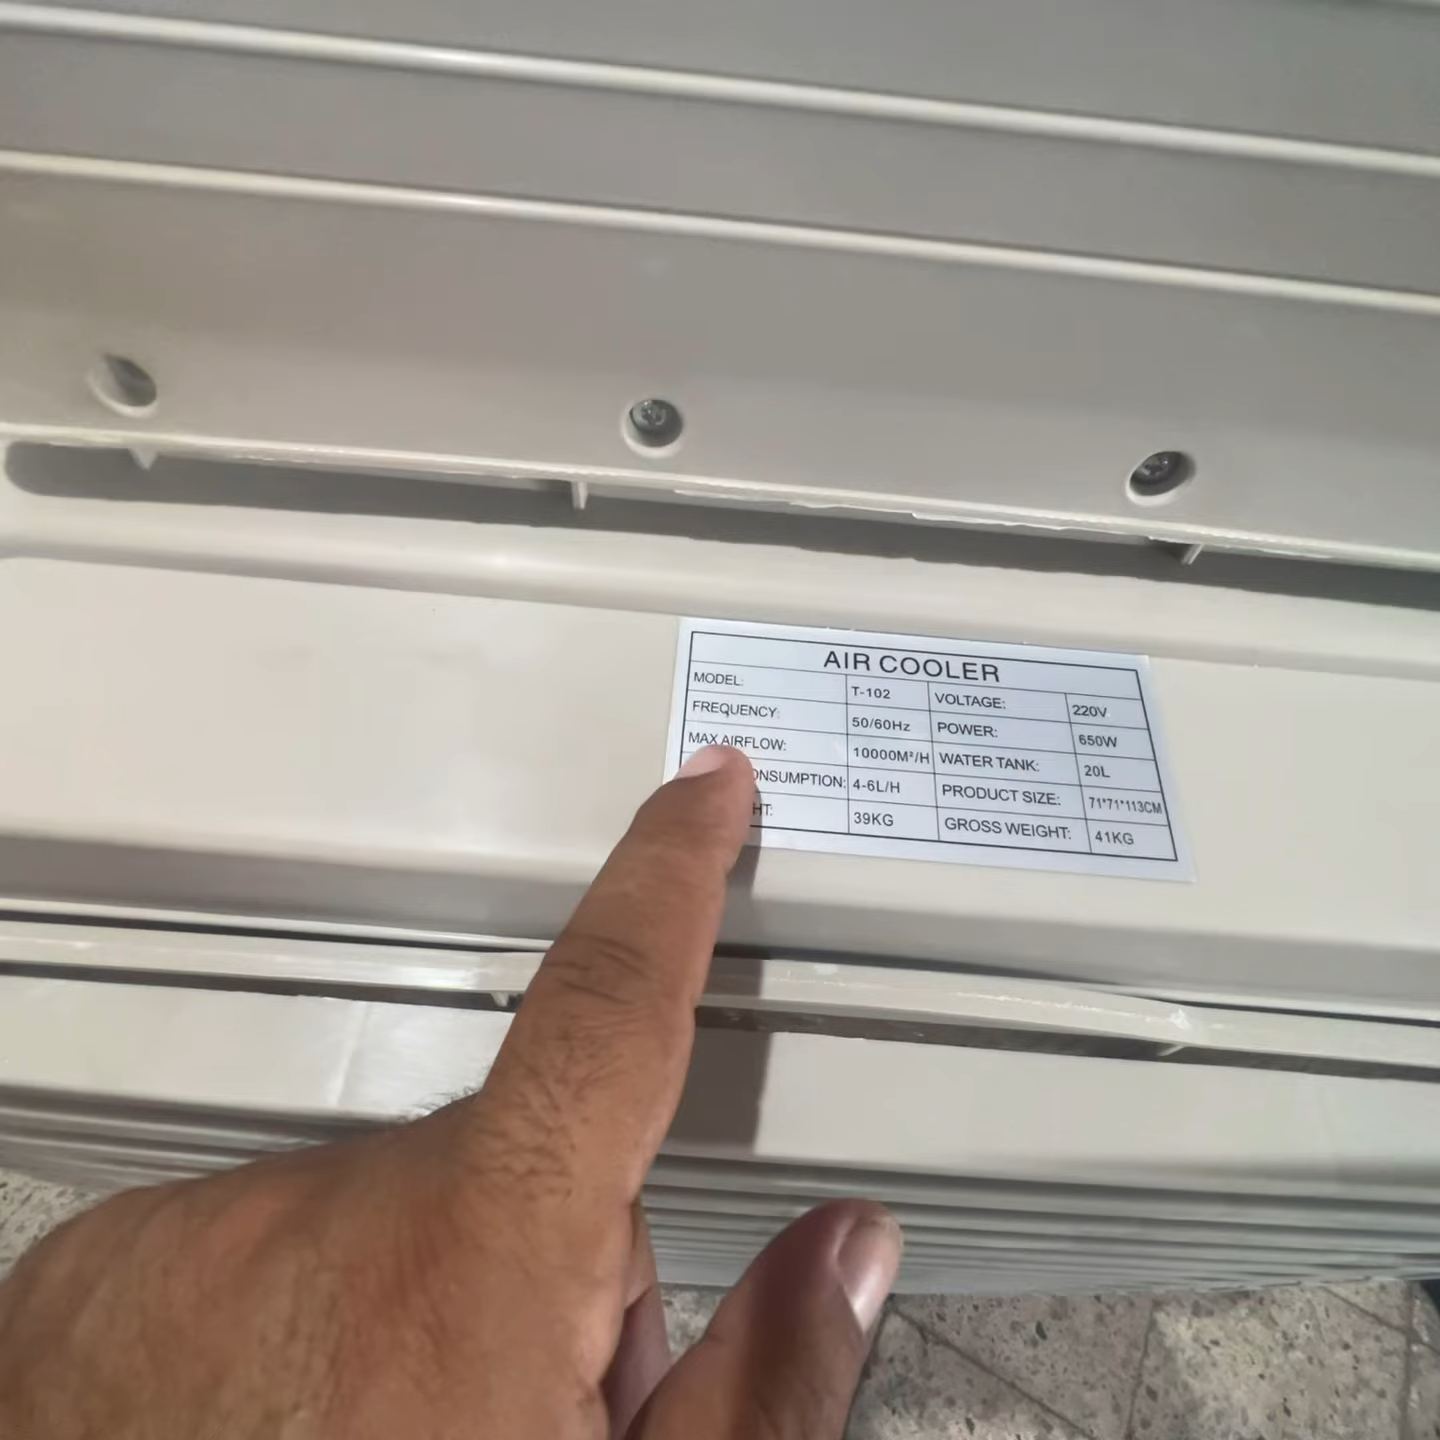 AIR COOLER
MODEL: T-102 VOLTAGE: 220V
FREQUENCY: 50/60Hz POWER: 650W
MAX AIRFLOW: 10000M³/H WATER TANK: 20L
ONSUMPTION: 4-6L/H PRODUCT SIZE: 71*71*113CM
HT: 39KG GROSS WEIGHT: 41KG